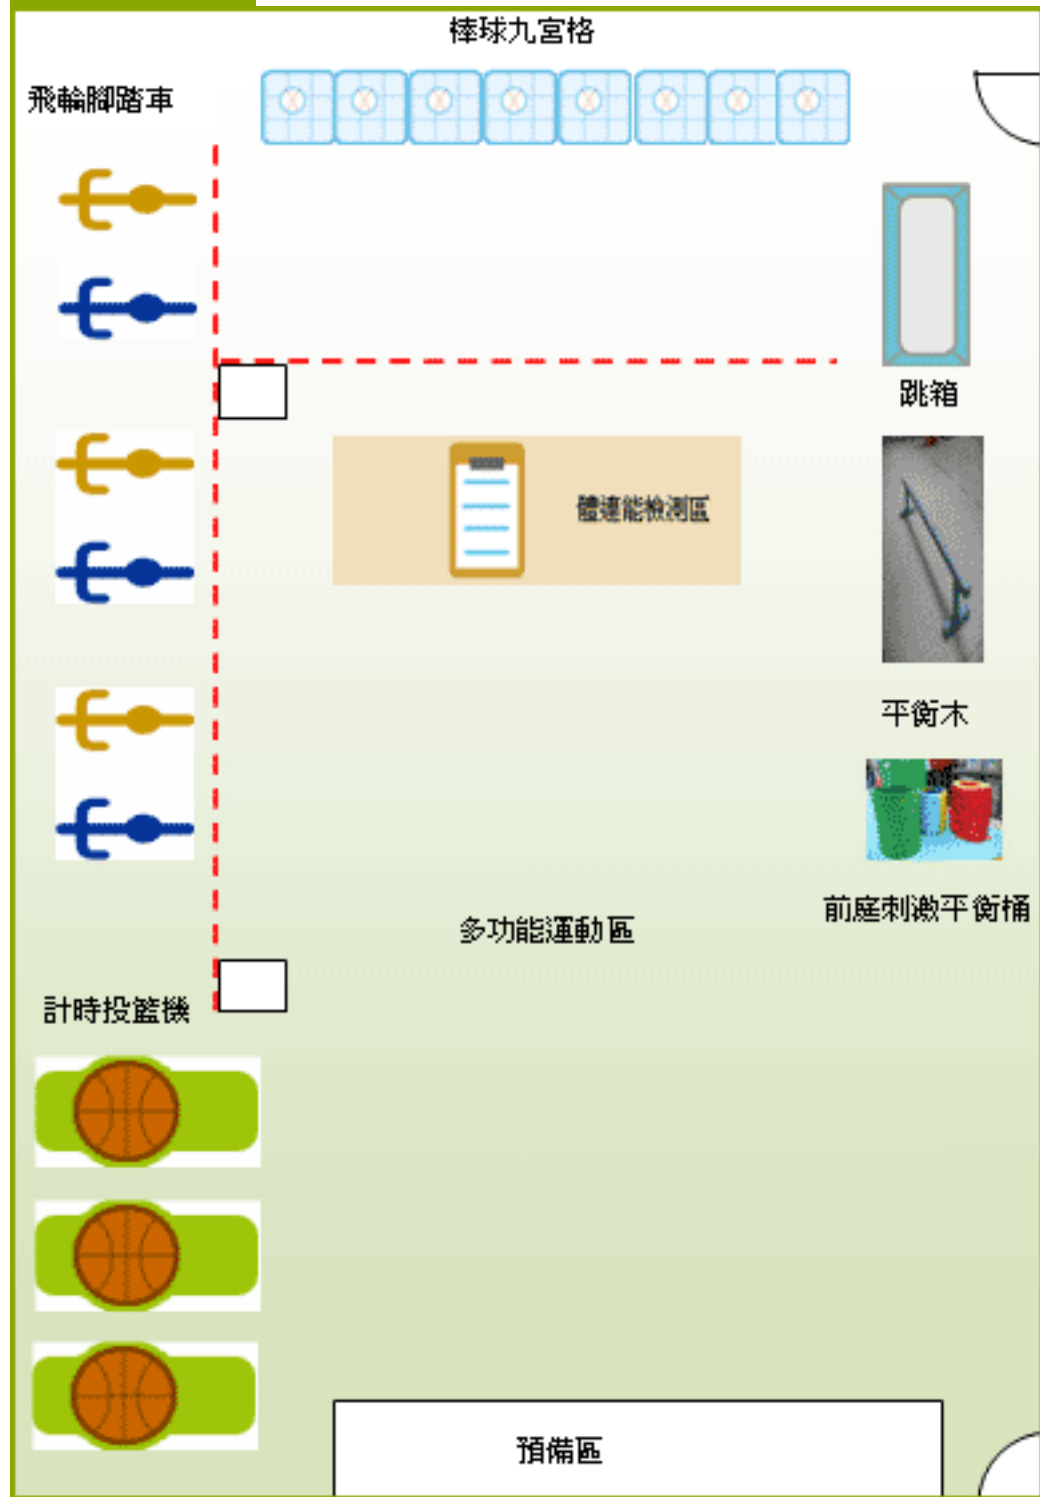 棒球九宮格
飛輪腳踏車
跳箱
體適能檢測區
平衡木
前庭刺激平衡桶
多功能運動區
計時投籃機
預備區